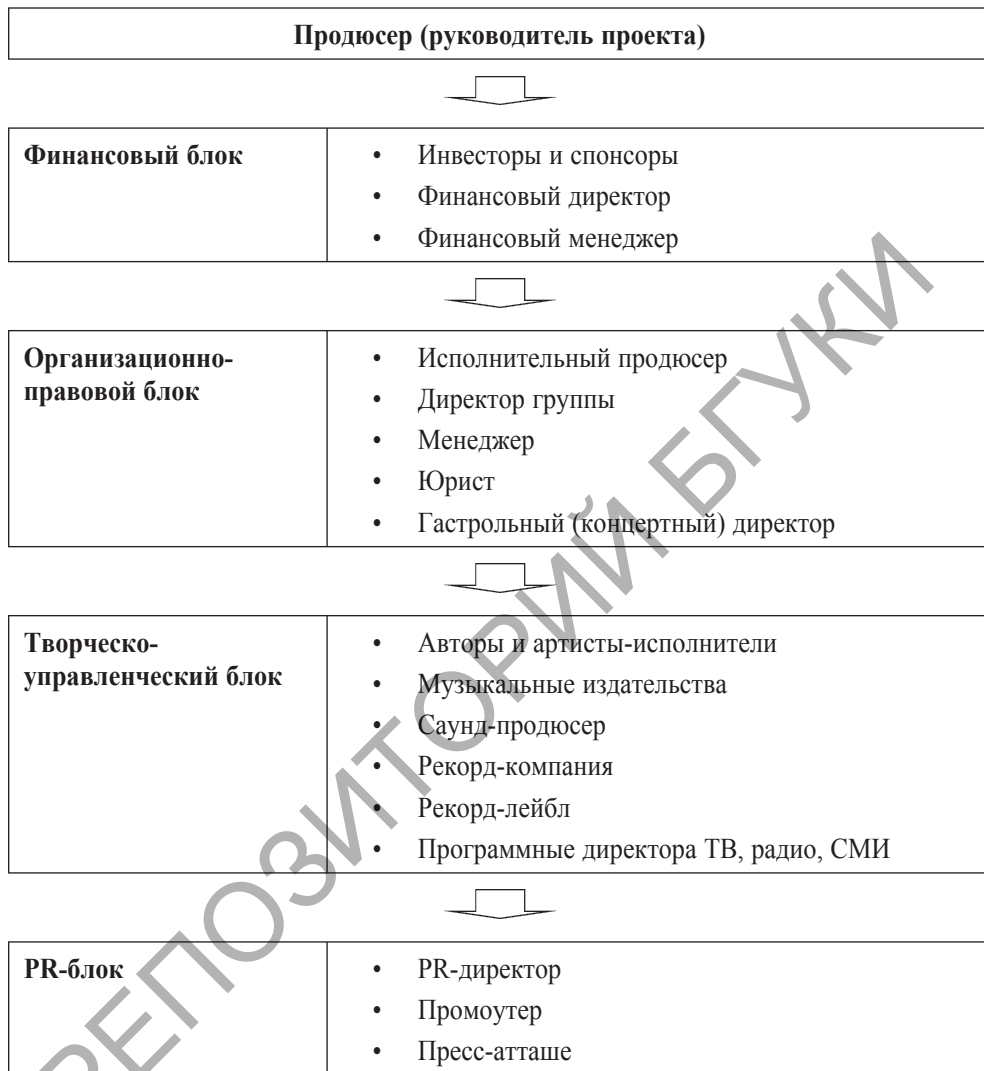 Продюсер (руководитель проекта)
Финансовый блок
• Инвесторы и спонсоры
• Финансовый директор
• Финансовый менеджер
Организационно-
правовой блок
• Исполнительный продюсер
• Директор группы
• Менеджер
• Юрист
• Гастрольный (концертный) директор
Творческо-
управленческий блок
• Авторы и артисты-исполнители
• Музыкальные издательства
• Саунд-продюсер
• Рекорд-компания
• Рекорд-лейбл
• Программные директора ТВ, радио, СМИ
PR-блок
• PR-директор
• Промоутер
• Пресс-атташе
РЕПОЗИТОРИЙ БГУКИ